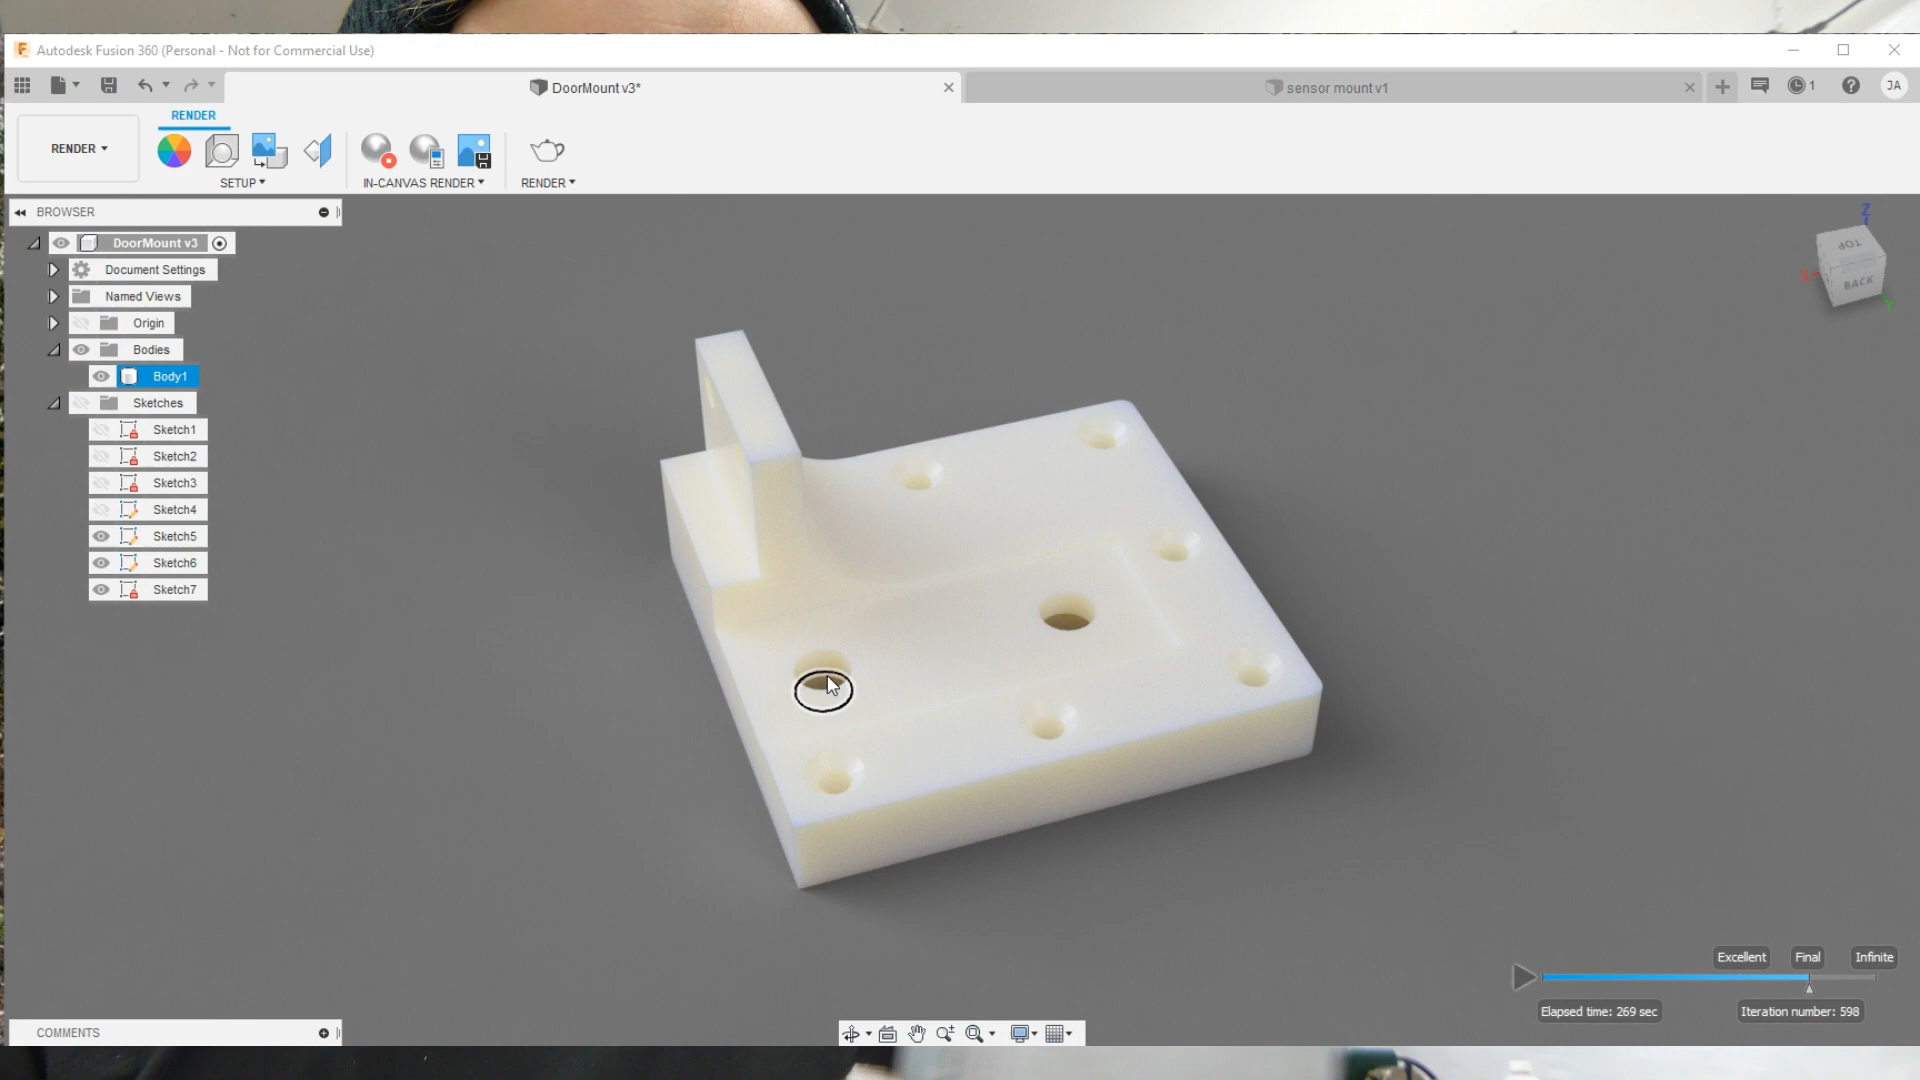 Autodesk Fusion 360 (Personal - Not for Commercial Use)
DoorMount v3*
sensor mount v1
1
JA
RENDER
RENDER
SETUP
IN-CANVAS RENDER
RENDER
BROWSER
DoorMount v3
Document Settings
Named Views
Origin
Bodies
Body1
Sketches
Sketch1
Sketch2
Sketch3
Sketch4
Sketch5
Sketch6
Sketch7
Z
TOP
X
BACK
Y
Excellent
Final
Infinite
Elapsed time: 269 sec
Iteration number: 598
COMMENTS